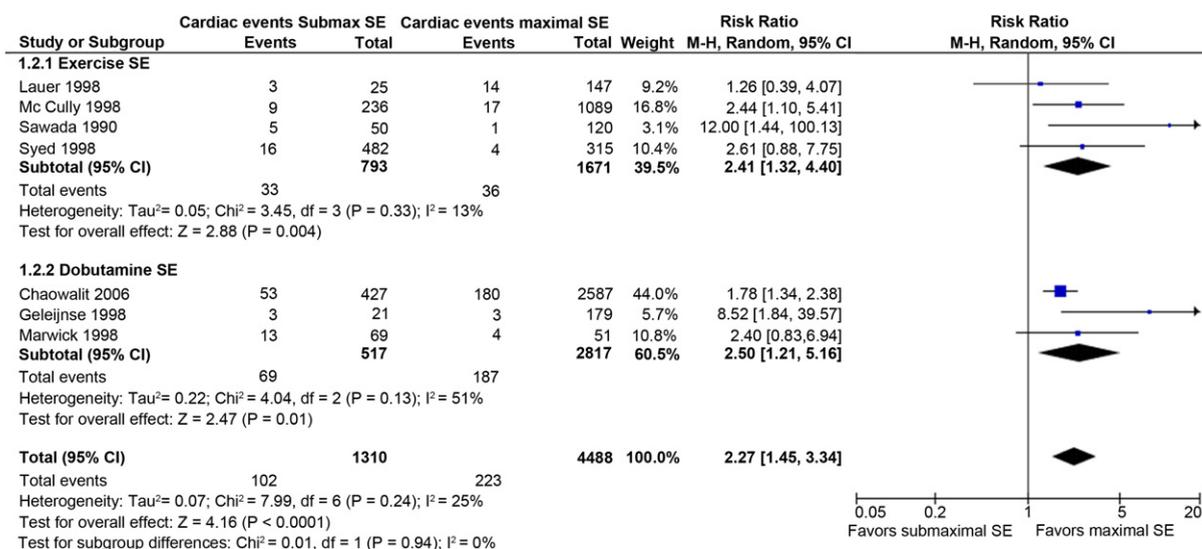 Cardiac events Submax SE Cardiac events maximal SE Risk Ratio Risk Ratio
Study or Subgroup Events Total Events Total Weight M-H, Random, 95% CI M-H, Random, 95% CI
1.2.1 Exercise SE
Lauer 1998 3 25 14 147 9.2% 1.26 [0.39, 4.07]
Mc Cully 1998 9 236 17 1089 16.8% 2.44 [1.10, 5.41]
Sawada 1990 5 50 1 120 3.1% 12.00 [1.44, 100.13]
Syed 1998 16 482 4 315 10.4% 2.61 [0.88, 7.75]
Subtotal (95% CI) 793 1671 39.5% 2.41 [1.32, 4.40]
Total events 33 36
Heterogeneity: Tau²= 0.05; Chi² = 3.45, df = 3 (P = 0.33); I² = 13%
Test for overall effect: Z = 2.88 (P = 0.004)
1.2.2 Dobutamine SE
Chaowalit 2006 53 427 180 2587 44.0% 1.78 [1.34, 2.38]
Geleijnse 1998 3 21 3 179 5.7% 8.52 [1.84, 39.57]
Marwick 1998 13 69 4 51 10.8% 2.40 [0.83,6.94]
Subtotal (95% CI) 517 2817 60.5% 2.50 [1.21, 5.16]
Total events 69 187
Heterogeneity: Tau²= 0.22; Chi² = 4.04, df = 2 (P = 0.13); I² = 51%
Test for overall effect: Z = 2.47 (P = 0.01)
Total (95% CI) 1310 4488 100.0% 2.27 [1.45, 3.34]
Total events 102 223
Heterogeneity: Tau²= 0.07; Chi² = 7.99, df = 6 (P = 0.24); I² = 25%
Test for overall effect: Z = 4.16 (P < 0.0001)
Test for subgroup differences: Chi² = 0.01, df = 1 (P = 0.94); I² = 0%
0.05 0.2 1 5 20
Favors submaximal SE Favors maximal SE